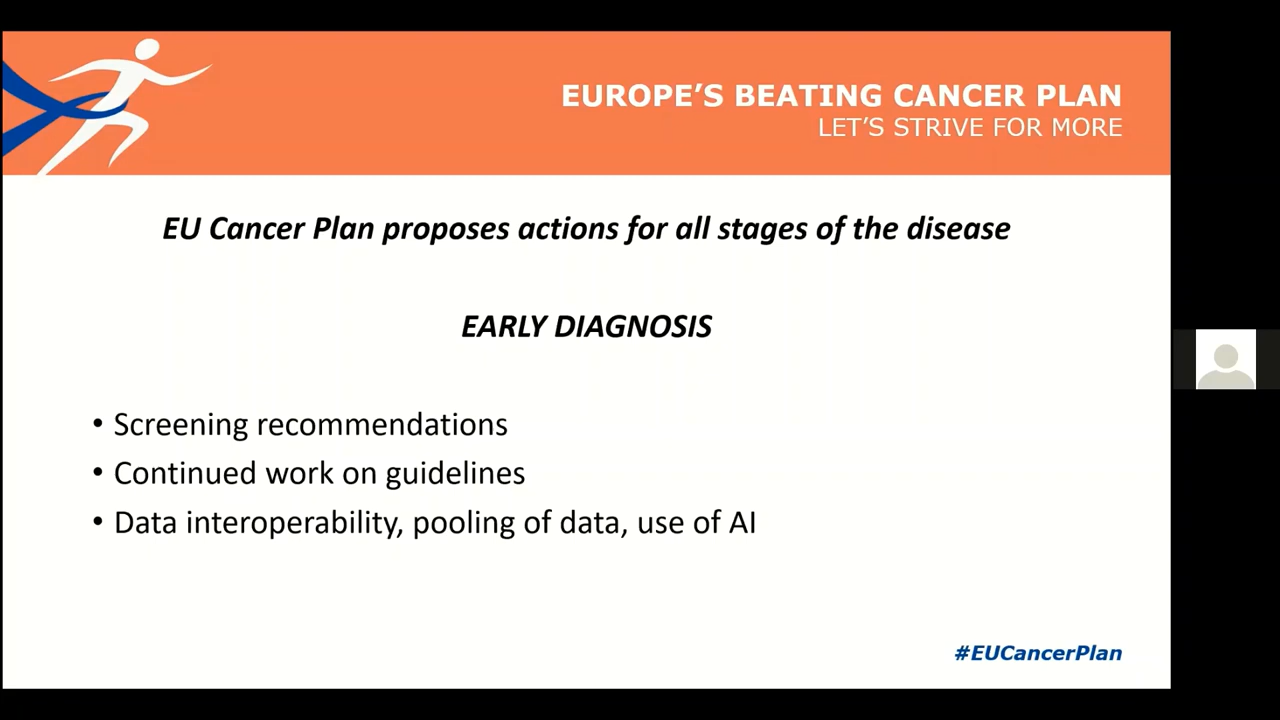 EUROPE'S BEATING CANCER PLAN
LET'S STRIVE FOR MORE
EU Cancer Plan proposes actions for all stages of the disease
EARLY DIAGNOSIS
• Screening recommendations
• Continued work on guidelines
• Data interoperability, pooling of data, use of AI
#EUCancerPlan